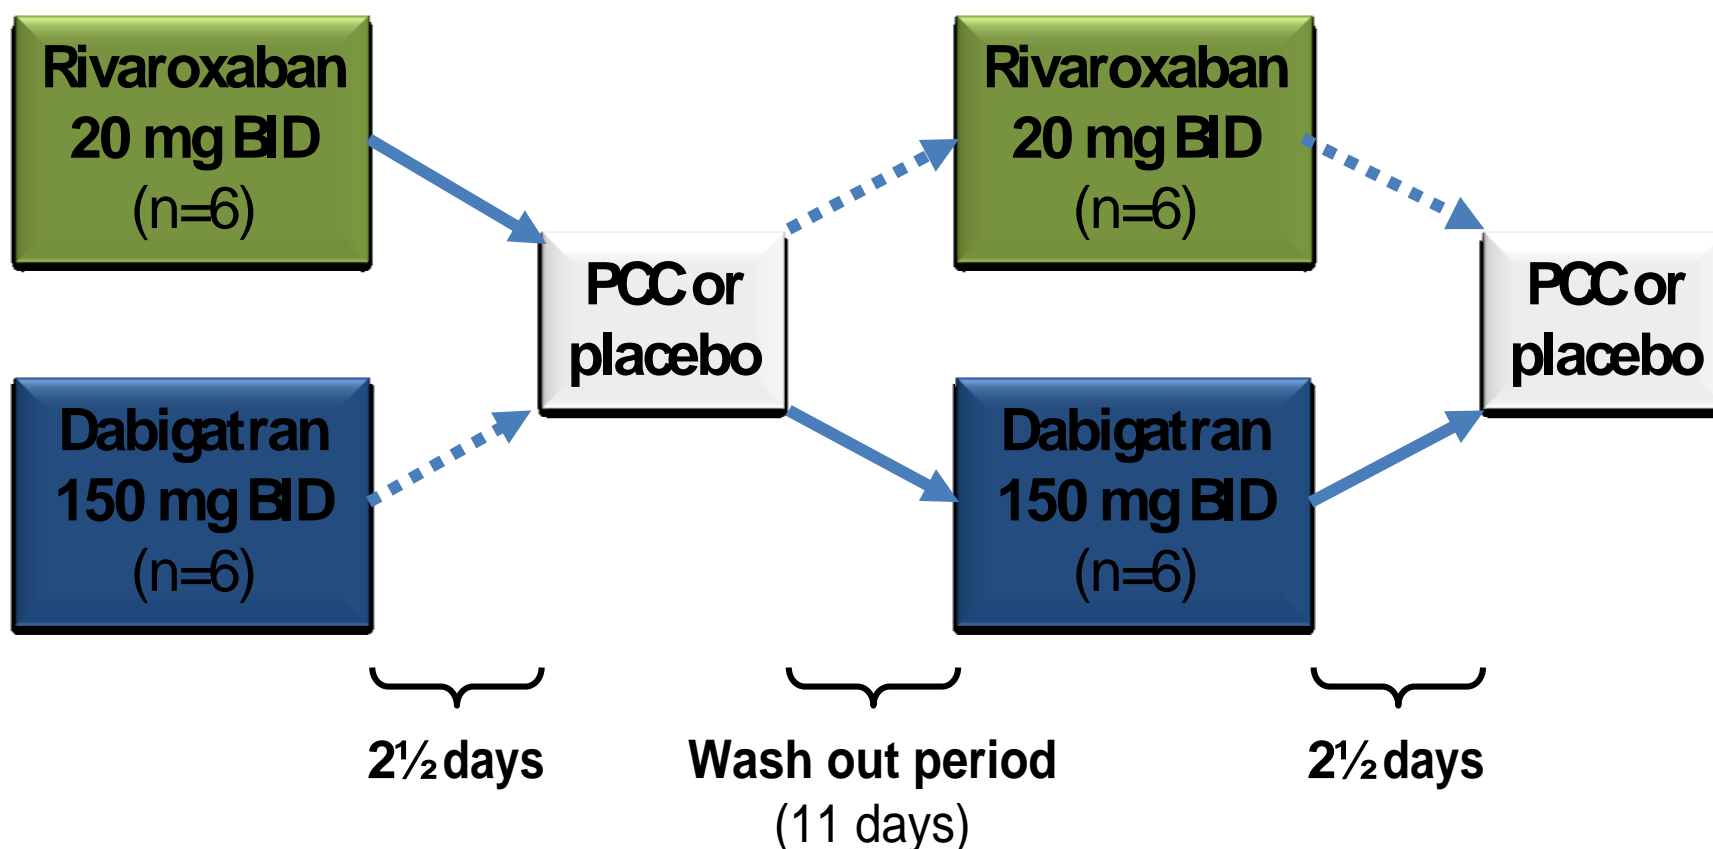 Rivaroxaban
20 mg BID
(n=6)
Dabigatran
150 mg BID
(n=6)
PCC or
placebo
Rivaroxaban
20 mg BID
(n=6)
Dabigatran
150 mg BID
(n=6)
PCC or
placebo
2½ days
Wash out period
(11 days)
2½ days